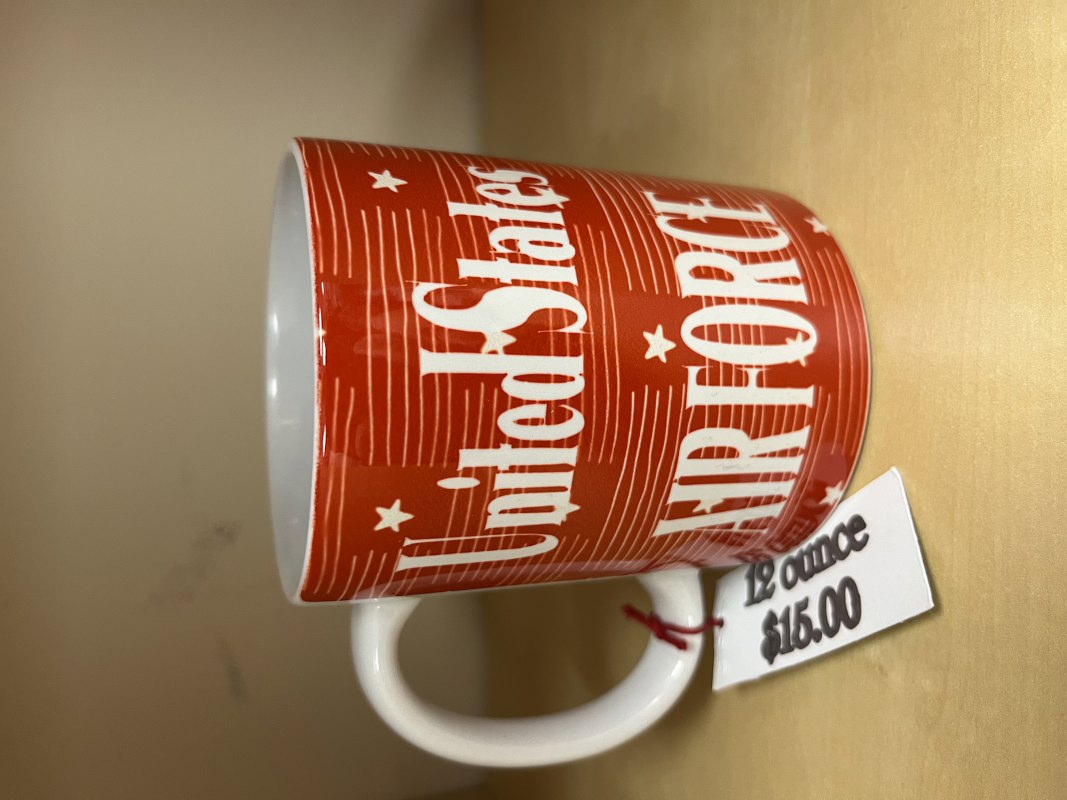 United States
AIR FORCE
12 ounce
$15.00